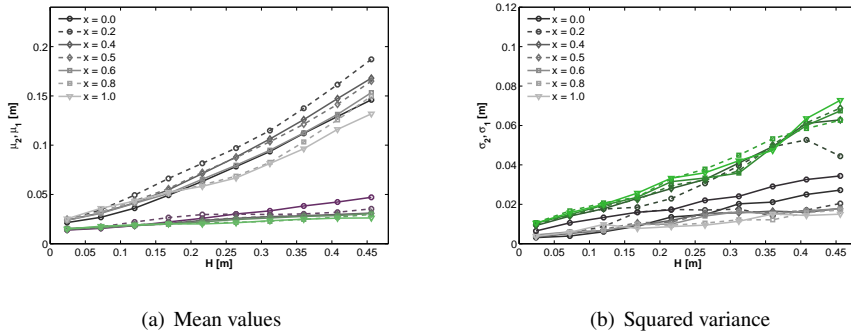 x = 0.0
x = 0.2
x = 0.4
x = 0.5
x = 0.6
x = 0.8
x = 1.0
0.2
0.15
0.1
0.05
0
μ2, μ1 [m]
0 0.05 0.1 0.15 0.2 0.25 0.3 0.35 0.4 0.45
H [m]
(a) Mean values
0.12
0.1
0.08
0.06
0.04
0.02
0
x = 0.0
x = 0.2
x = 0.4
x = 0.5
x = 0.6
x = 0.8
x = 1.0
σ2, σ1 [m]
0 0.05 0.1 0.15 0.2 0.25 0.3 0.35 0.4 0.45
H [m]
(b) Squared variance